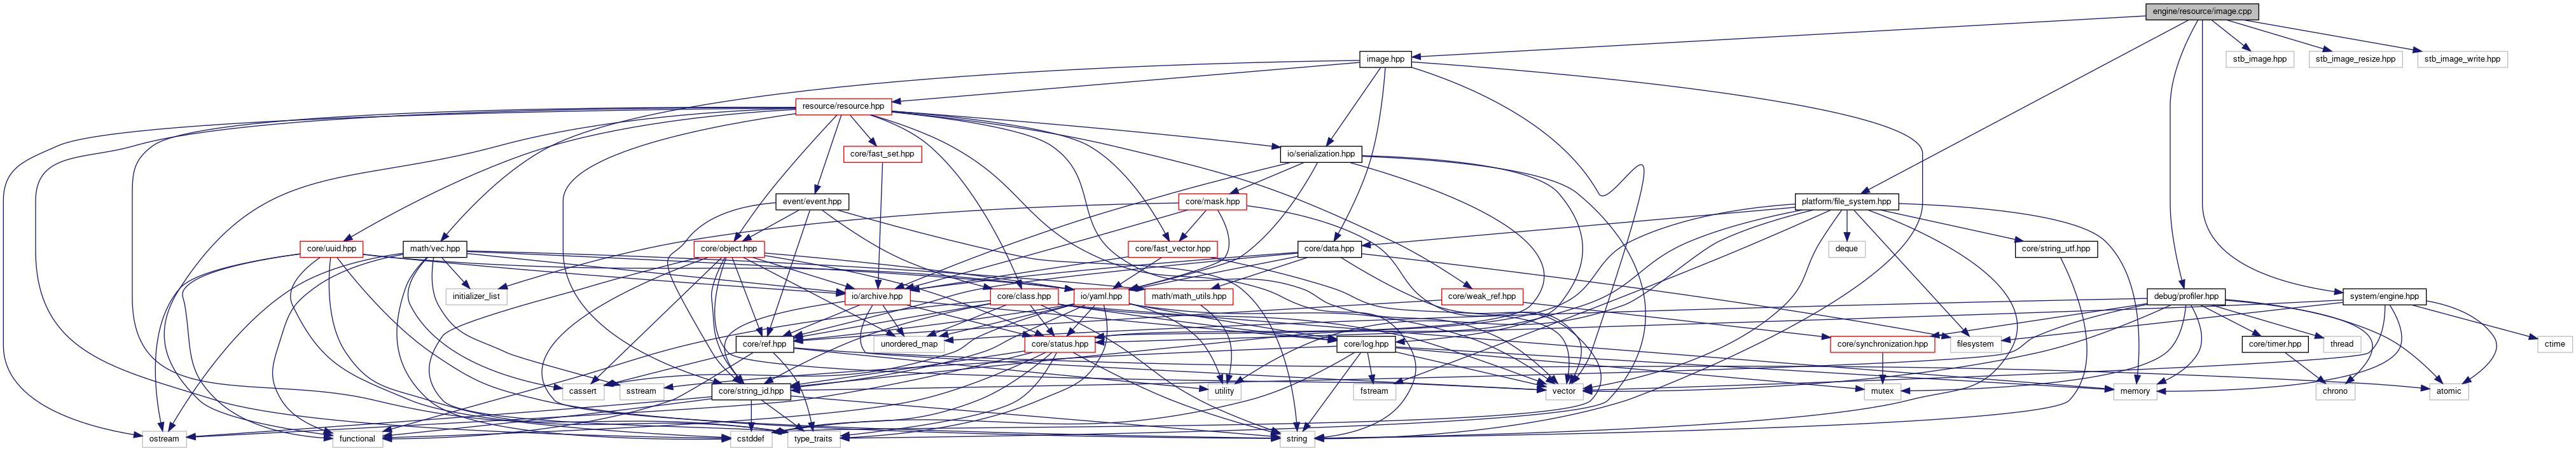 engine/resource/image.cpp
image.hpp
stb_image.hpp
stb_image_resize.hpp
stb_image_write.hpp
resource/resource.hpp
core/fast_set.hpp
io/serialization.hpp
event/event.hpp
core/mask.hpp
platform/file_system.hpp
core/uuid.hpp
math/vec.hpp
core/object.hpp
core/fast_vector.hpp
core/data.hpp
deque
core/string_utf.hpp
initializer_list
io/archive.hpp
core/class.hpp
io/yaml.hpp
math/math_utils.hpp
core/weak_ref.hpp
debug/profiler.hpp
system/engine.hpp
core/ref.hpp
unordered_map
core/status.hpp
core/log.hpp
core/synchronization.hpp
filesystem
core/timer.hpp
thread
ctime
cassert
sstream
core/string_id.hpp
utility
fstream
vector
mutex
memory
chrono
atomic
ostream
functional
cstddef
type_traits
string